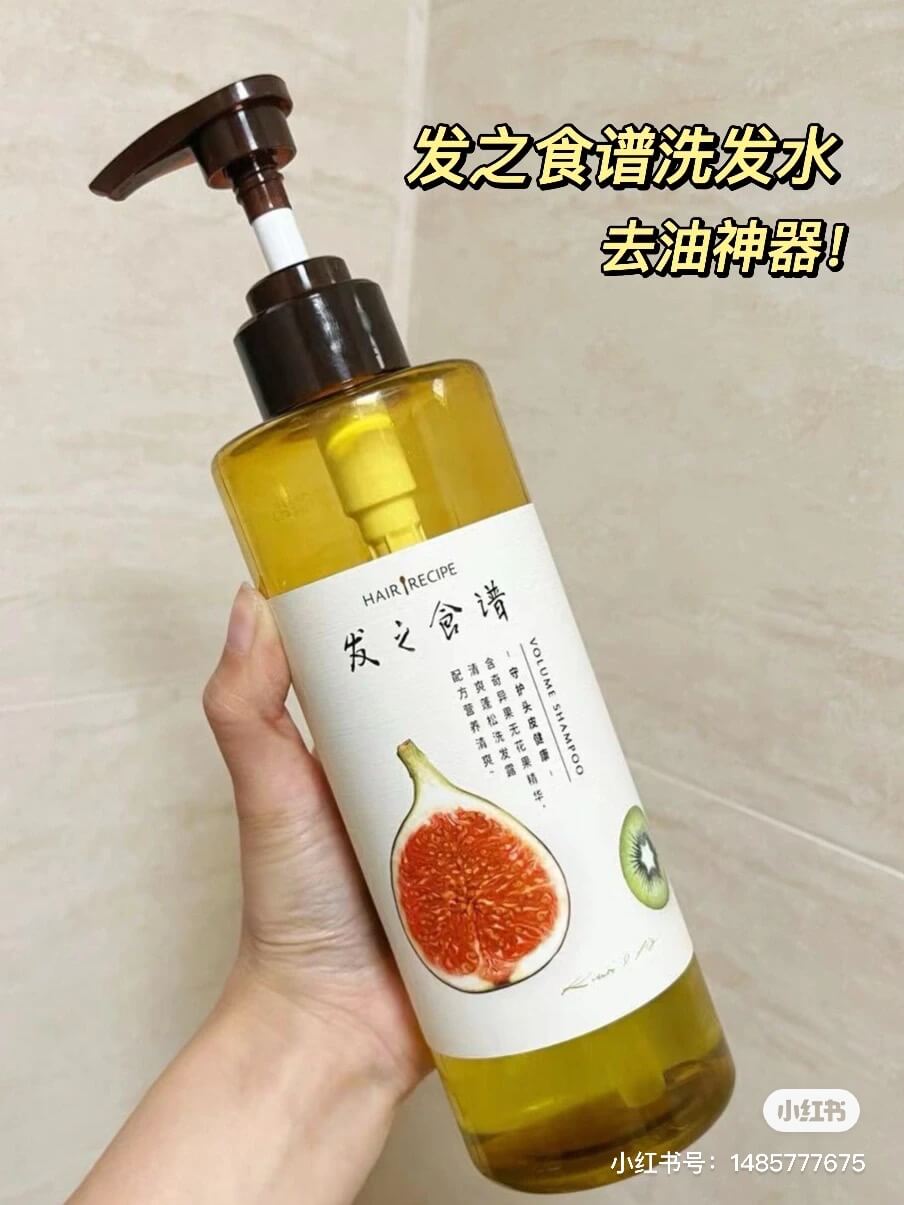 发之食谱洗发水
去油神器!
HAIR RECIPE
发之食谱
VOLUME SHAMPOO
-守护头皮健康-
含奇异果无花果精华,
清爽蓬松洗发露
配方营养清爽,
小红书
小红书号:1485777675